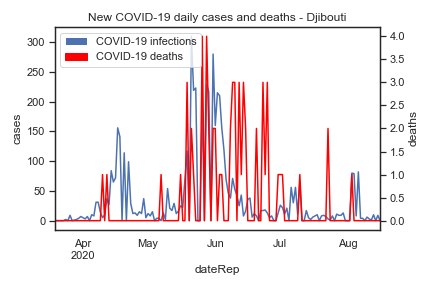 New COVID-19 daily cases and deaths - Djibouti
COVID-19 infections
COVID-19 deaths
300
250
200
150
100
50
0
cases
4.0
3.5
3.0
2.5
2.0
1.5
1.0
0.5
0.0
deaths
Apr
2020
May
Jun
Jul
Aug
dateRep